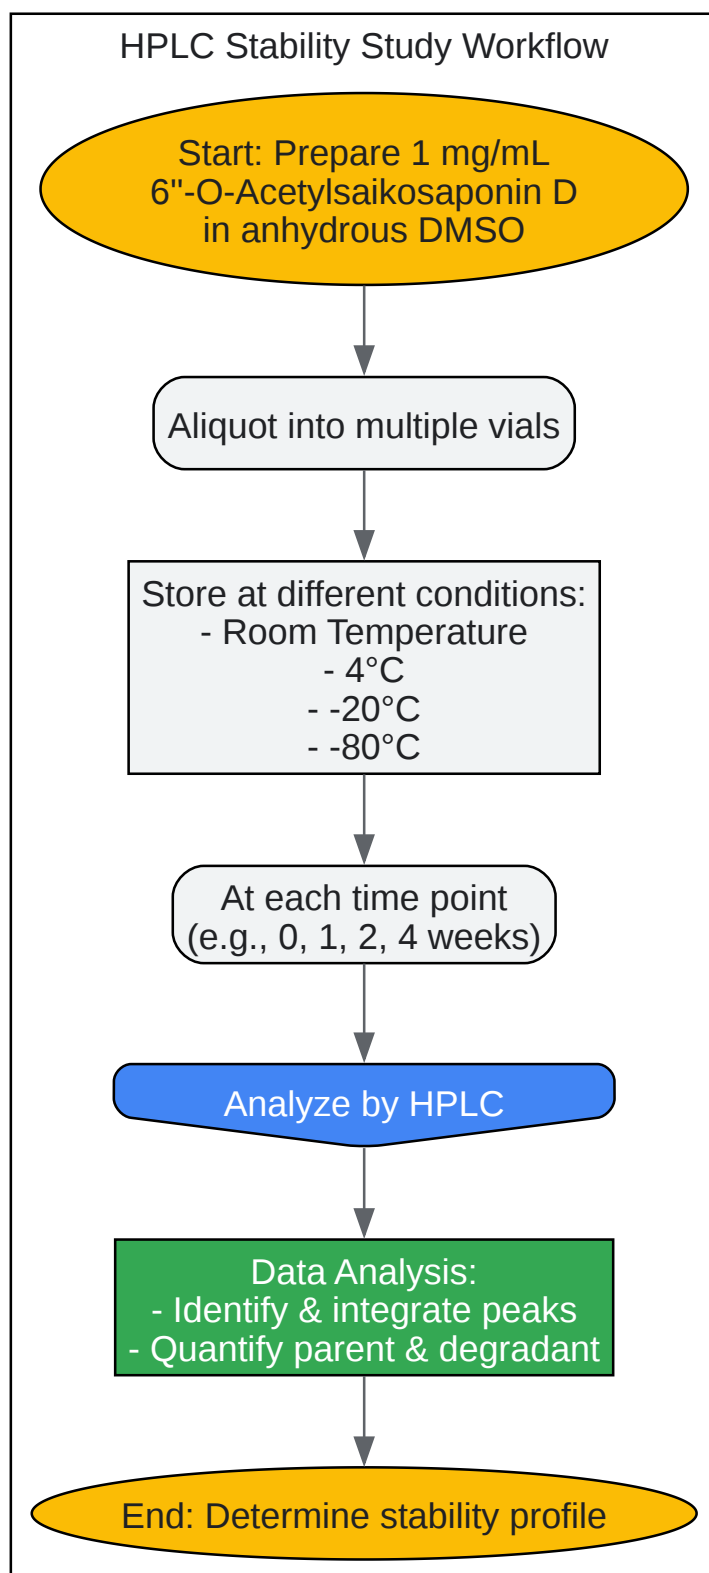 HPLC Stability Study Workflow
Start: Prepare 1 mg/mL
6"-O-Acetylsaikosaponin D
in anhydrous DMSO
Aliquot into multiple vials
Store at different conditions:
- Room Temperature
- 4°C
- -20°C
- -80°C
At each time point
(e.g., 0, 1, 2, 4 weeks)
Analyze by HPLC
Data Analysis:
- Identify & integrate peaks
- Quantify parent & degradant
End: Determine stability profile